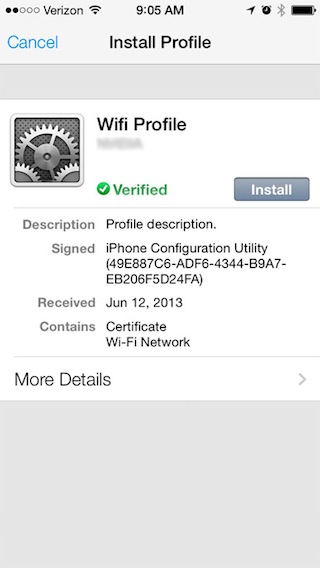 Verizon 9:05 AM
Cancel Install Profile
Wifi Profile
Verified Install
Description Profile description.
Signed iPhone Configuration Utility
(49E887C6-ADF6-4344-B9A7-
EB206F5D24FA)
Received Jun 12, 2013
Contains Certificate
Wi-Fi Network
More Details